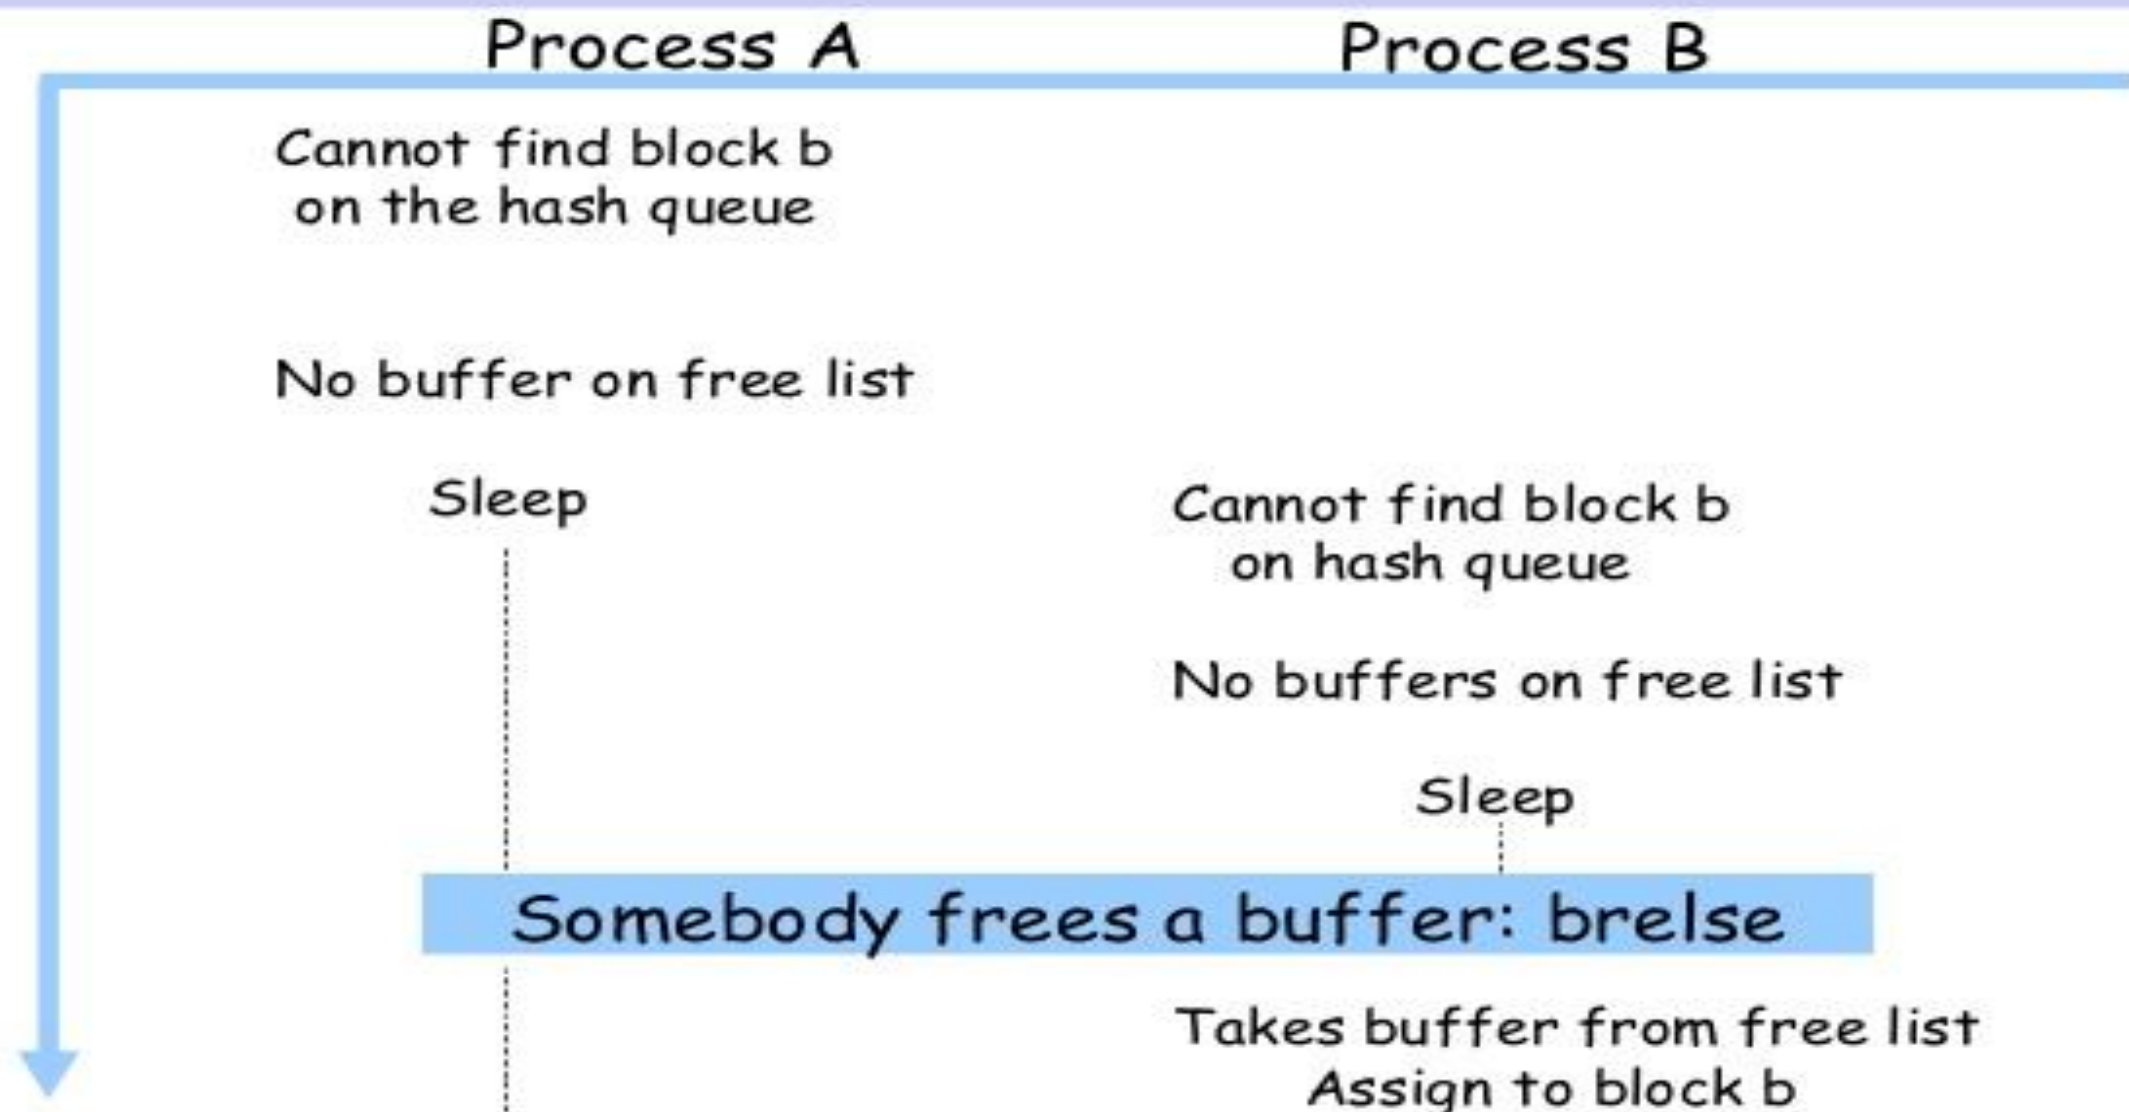 Process A
Process B
Cannot find block b
on the hash queue
No buffer on free list
Sleep
Cannot find block b
on hash queue
No buffers on free list
Sleep
Somebody frees a buffer: brelse
Takes buffer from free list
Assign to block b